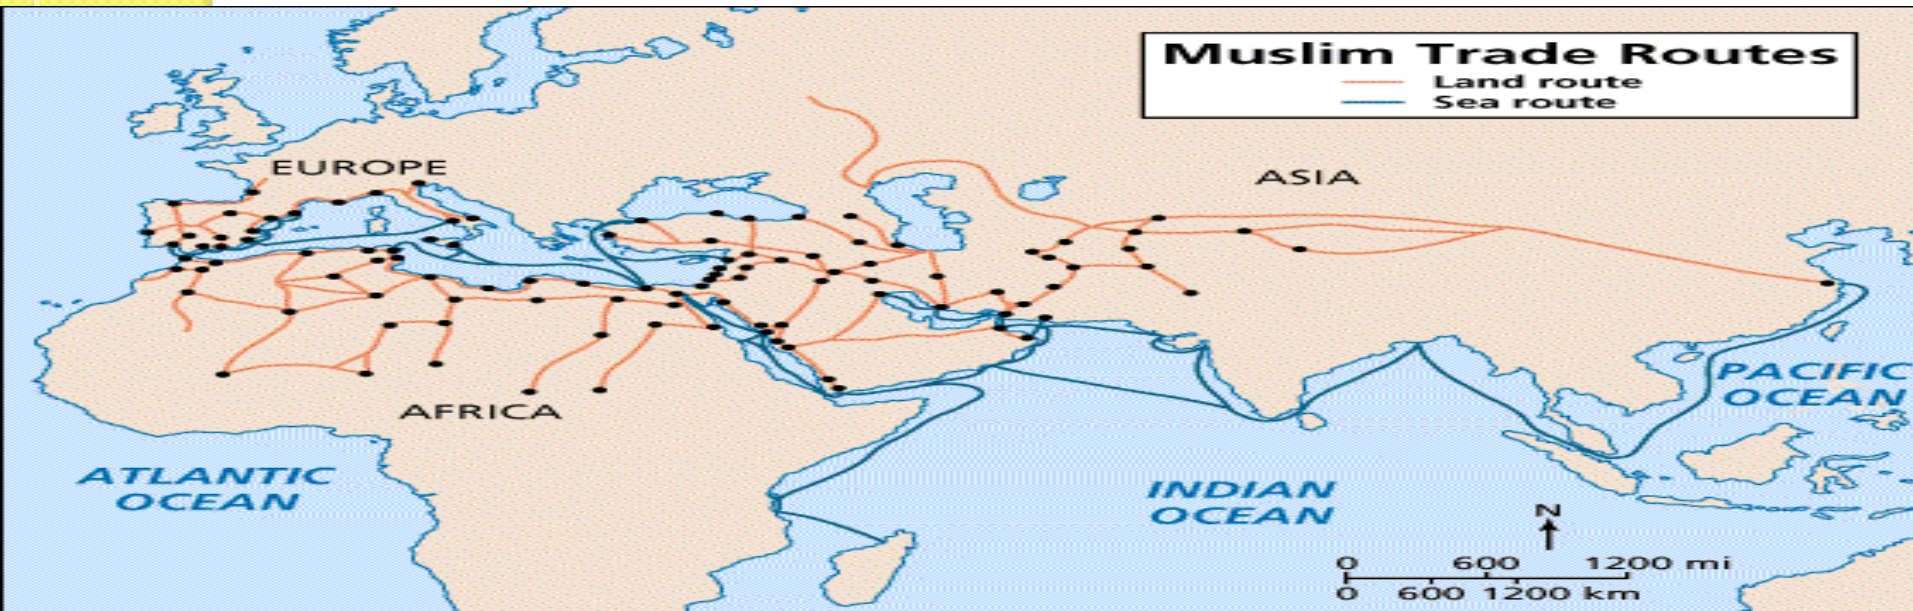 Muslim Trade Routes
Land route
Sea route
EUROPE
ASIA
AFRICA
PACIFIC
OCEAN
ATLANTIC
OCEAN
INDIAN
OCEAN
N
0 600 1200 mi
0 600 1200 km